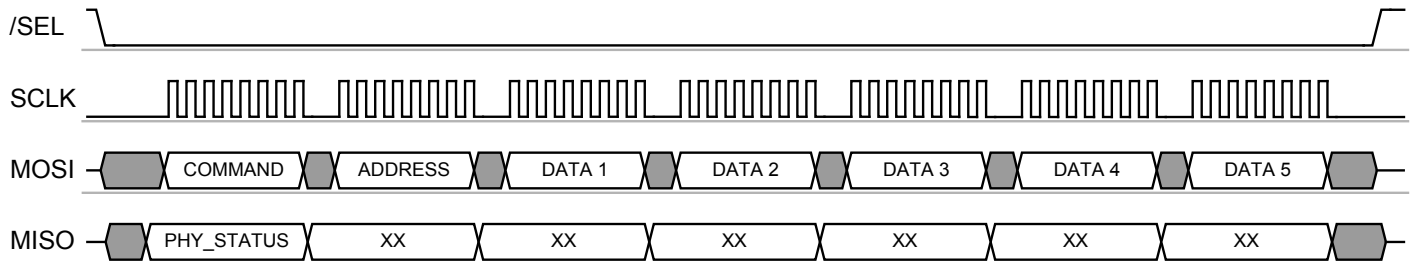 /SEL
SCLK
MOSI COMMAND ADDRESS DATA 1 DATA 2 DATA 3 DATA 4 DATA 5
MISO PHY_STATUS XX XX XX XX XX XX